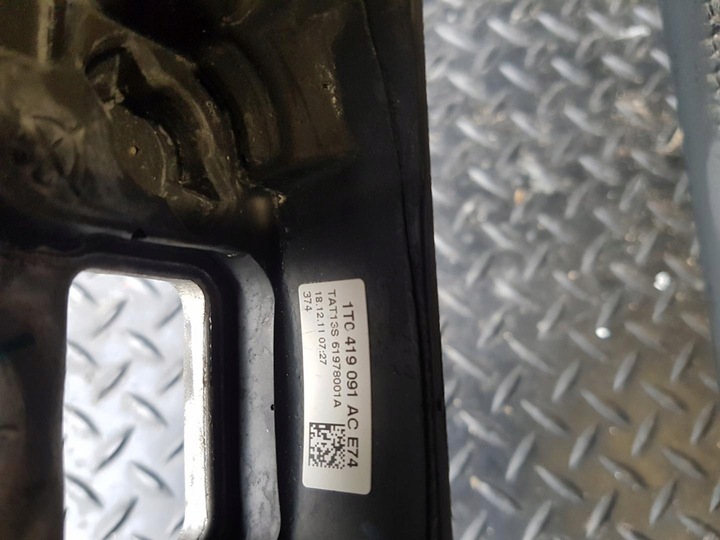 1TC 419 091 AC E74
TAT13S 61978001A
18.12.11 07:27
374